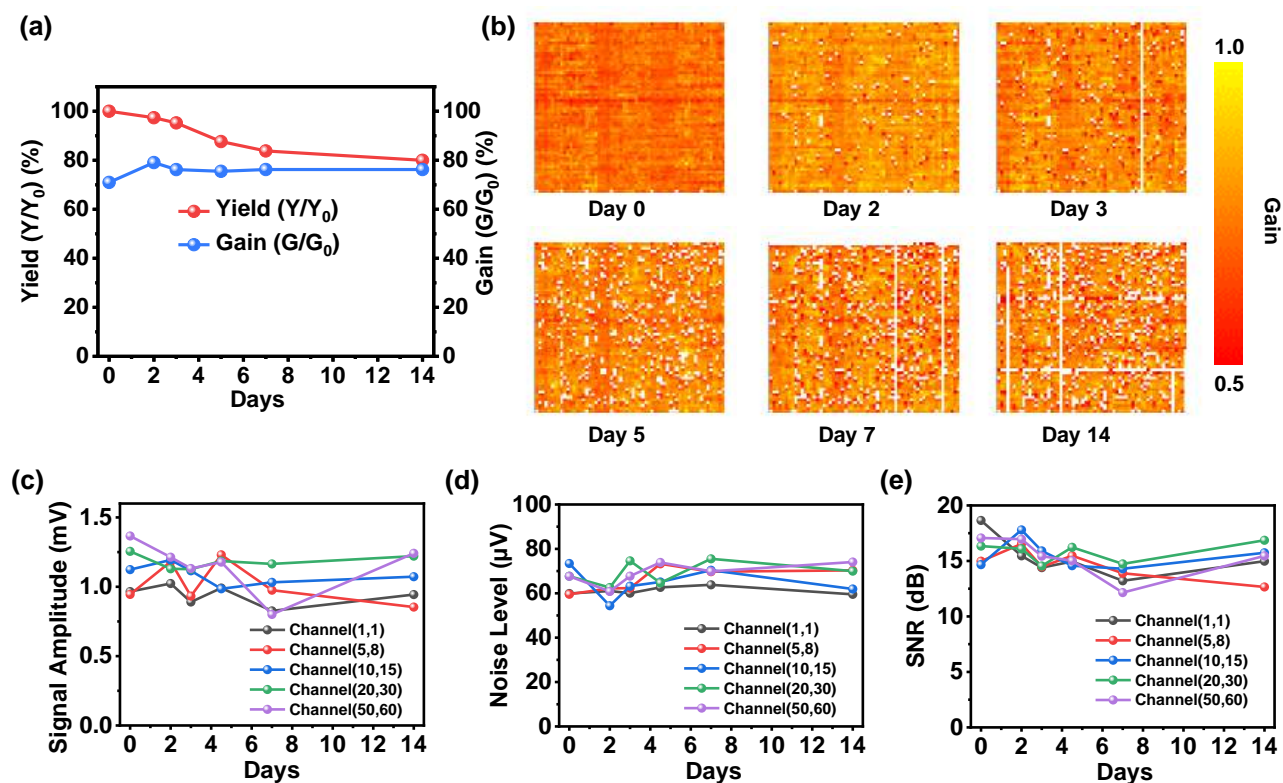 (a)
Yield (Y/Y0) (%)
100
80
60
40
20
0
Yield (Y/Y0)
Gain (G/G0)
100
80
60
40
20
0
Gain (G/G0) (%)
0 2 4 6 8 10 12 14
Days
(b)
Day 0 Day 2 Day 3
Day 5 Day 7 Day 14
1.0
Gain
0.5
(c)
Signal Amplitude (mV)
1.5
1.0
0.5
0.0
Channel(1,1)
Channel(5,8)
Channel(10,15)
Channel(20,30)
Channel(50,60)
0 2 4 6 8 10 12 14
Days
(d)
Noise Level (μV)
100
80
60
40
20
0
Channel(1,1)
Channel(5,8)
Channel(10,15)
Channel(20,30)
Channel(50,60)
0 2 4 6 8 10 12 14
Days
(e)
SNR (dB)
20
15
10
5
0
Channel(1,1)
Channel(5,8)
Channel(10,15)
Channel(20,30)
Channel(50,60)
0 2 4 6 8 10 12 14
Days